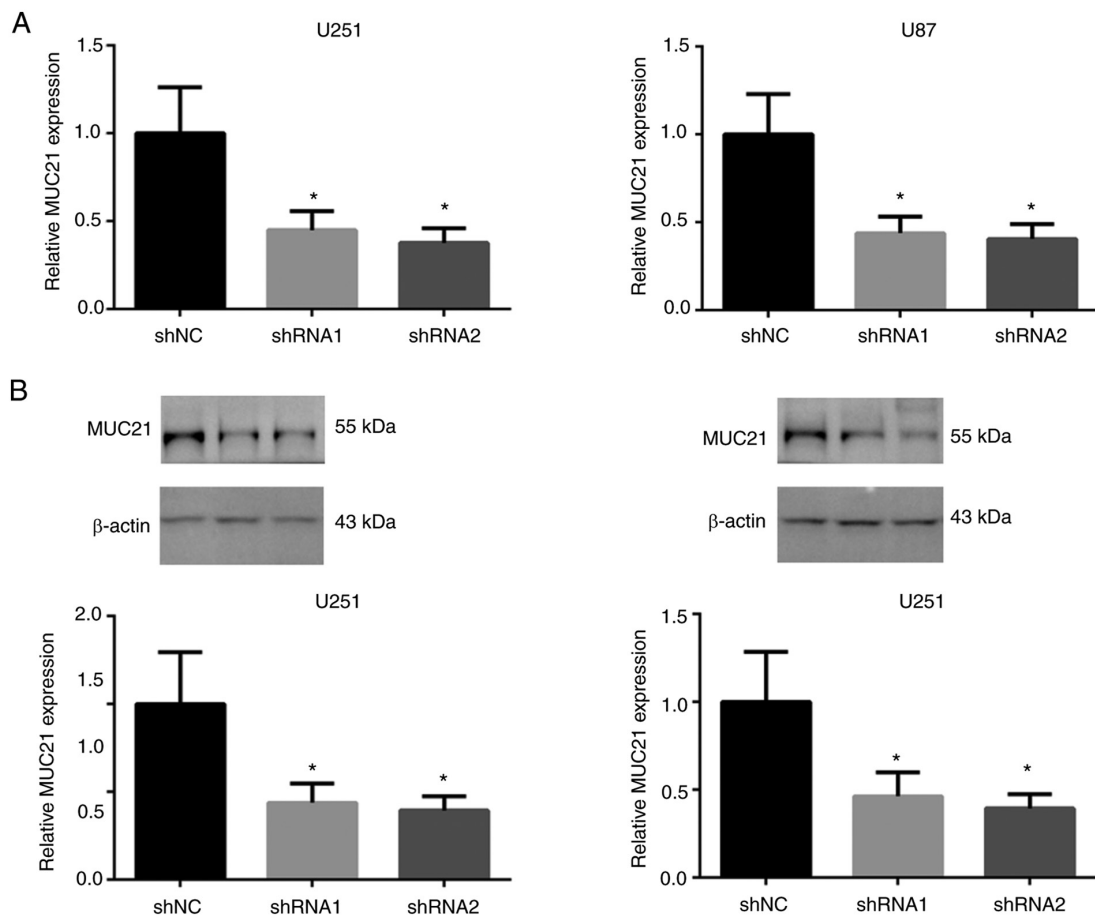 A
U251
Relative MUC21 expression
1.5
1.0
0.5
0.0
*
*
shNC shRNA1 shRNA2
U87
Relative MUC21 expression
1.5
1.0
0.5
0.0
*
*
shNC shRNA1 shRNA2
B
MUC21 55 kDa
β-actin 43 kDa
U251
Relative MUC21 expression
2.0
1.5
1.0
0.5
0.0
*
*
shNC shRNA1 shRNA2
MUC21 55 kDa
β-actin 43 kDa
U251
Relative MUC21 expression
1.5
1.0
0.5
0.0
*
*
shNC shRNA1 shRNA2